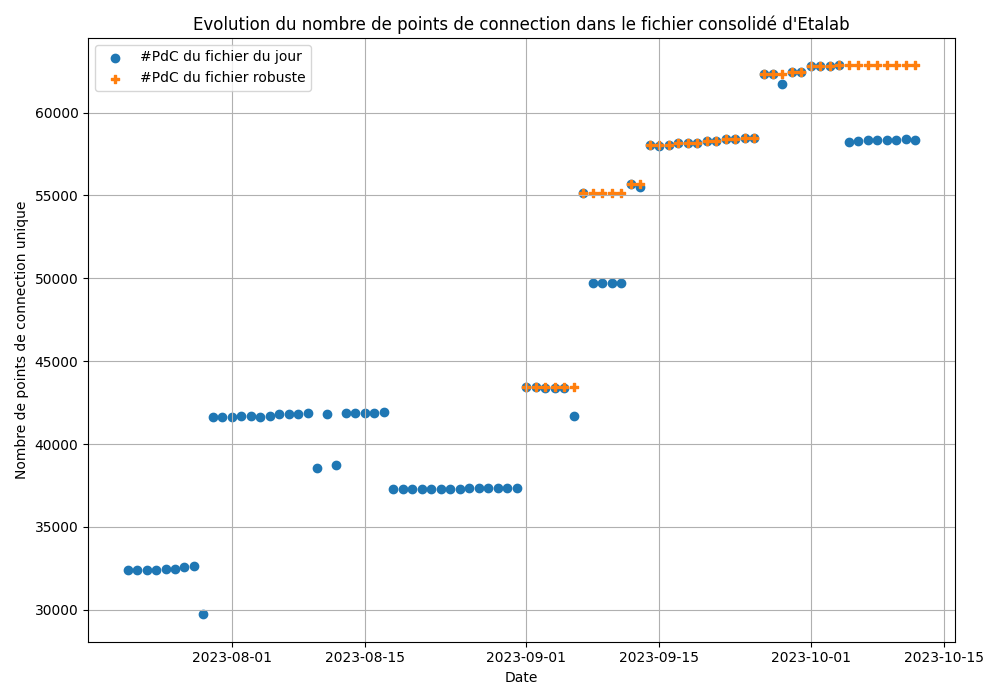 Evolution du nombre de points de connection dans le fichier consolidé d'Etalab
#PdC du fichier du jour
#PdC du fichier robuste
Nombre de points de connection unique
60000
55000
50000
45000
40000
35000
30000
2023-08-01
2023-08-15
2023-09-01
2023-09-15
2023-10-01
2023-10-15
Date